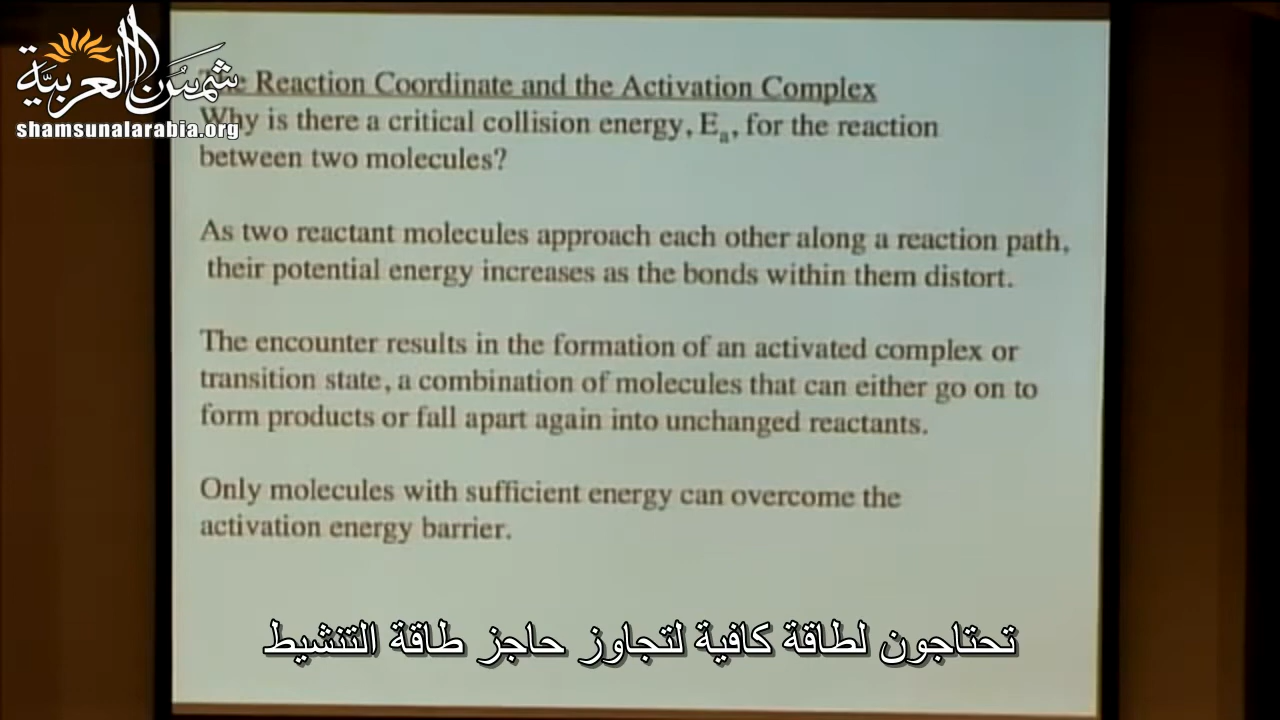 شمس العربية
shamsunalarabia.org
Reaction Coordinate and the Activation Complex
Why is there a critical collision energy, Ea, for the reaction
between two molecules?
As two reactant molecules approach each other along a reaction path,
their potential energy increases as the bonds within them distort.
The encounter results in the formation of an activated complex or
transition state, a combination of molecules that can either go on to
form products or fall apart again into unchanged reactants.
Only molecules with sufficient energy can overcome the
activation energy barrier.
تحتاجون لطاقة كافية لتجاوز حاجز طاقة التنشيط